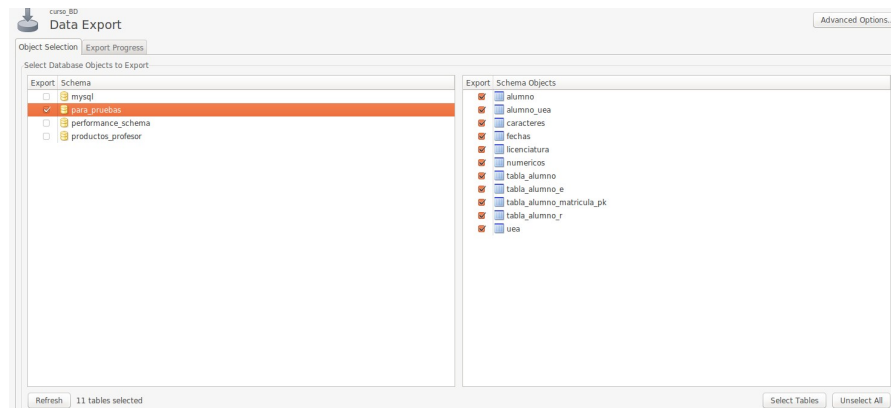 curso_BD
Data Export
Advanced Options..
Object Selection
Export Progress
Select Database Objects to Export
Export Schema
mysql
para_pruebas
performance_schema
productos_profesor
Export Schema Objects
alumno
alumno_uea
caracteres
fechas
licenciatura
numericos
tabla_alumno
tabla_alumno_e
tabla_alumno_matricula_pk
tabla_alumno_r
uea
Refresh
11 tables selected
Select Tables
Unselect All